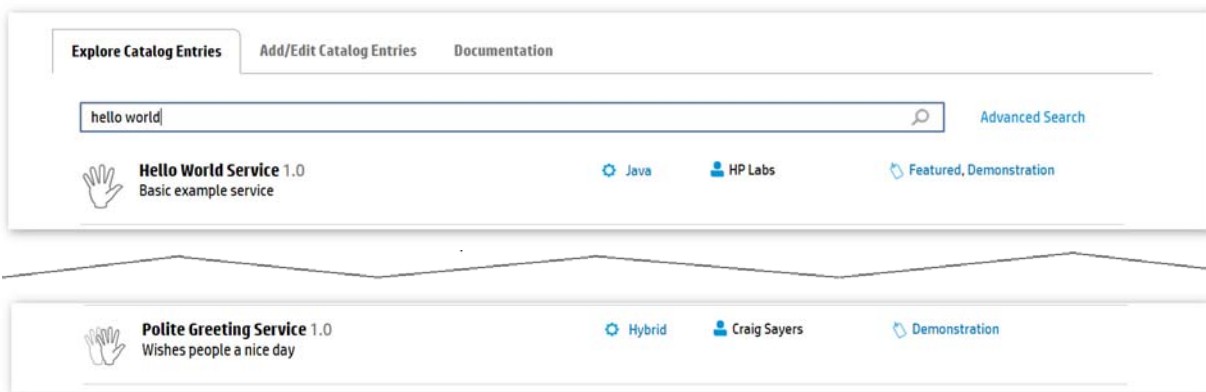 Explore Catalog Entries Add/Edit Catalog Entries Documentation
hello world Advanced Search
Hello World Service 1.0 Java HP Labs Featured, Demonstration
Basic example service
Polite Greeting Service 1.0 Hybrid Craig Sayers Demonstration
Wishes people a nice day